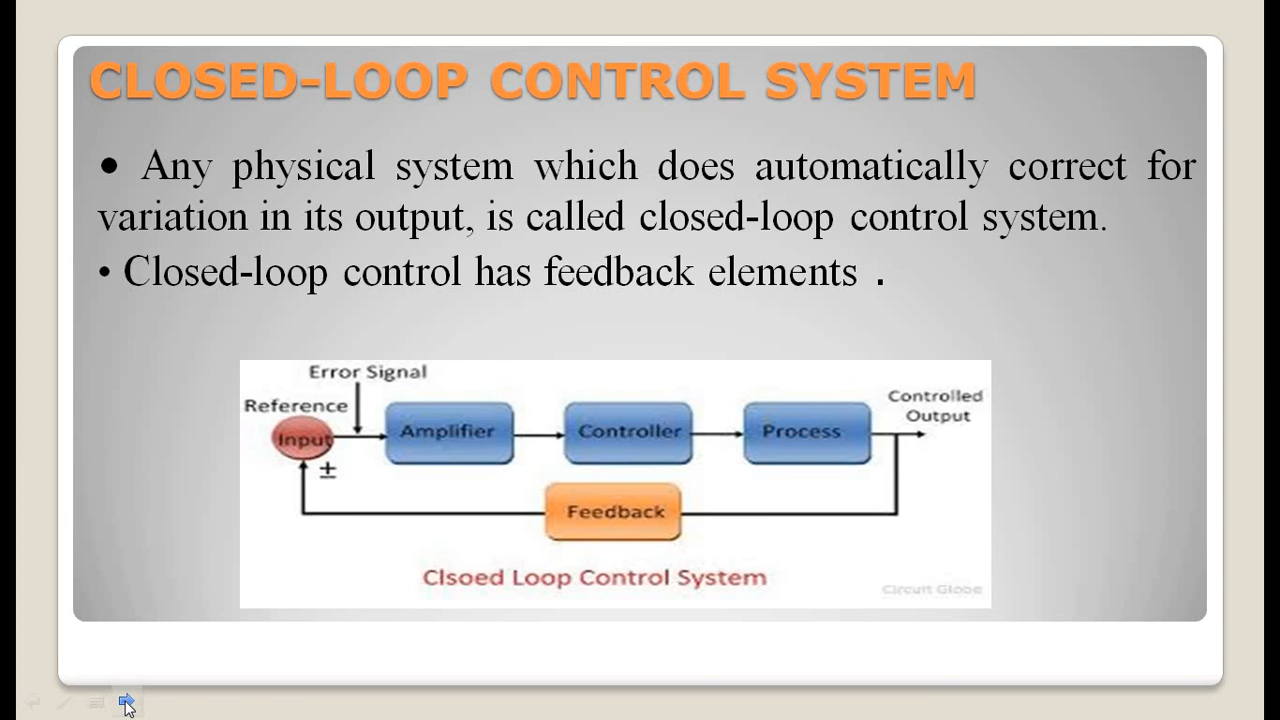 CLOSED-LOOP CONTROL SYSTEM
• Any physical system which does automatically correct for
variation in its output, is called closed-loop control system.
• Closed-loop control has feedback elements .
Error Signal
Reference
Controlled
Output
Input
Amplifier
Controller
Process
±
Feedback
Clsoed Loop Control System
Circuit Globe